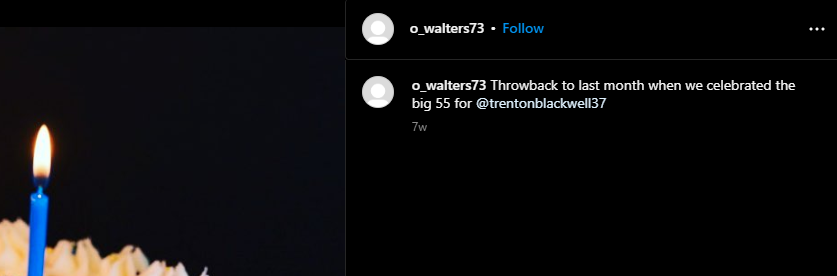 o_walters73 • Follow
o_walters73 Throwback to last month when we celebrated the
big 55 for @trentonblackwell37
7w